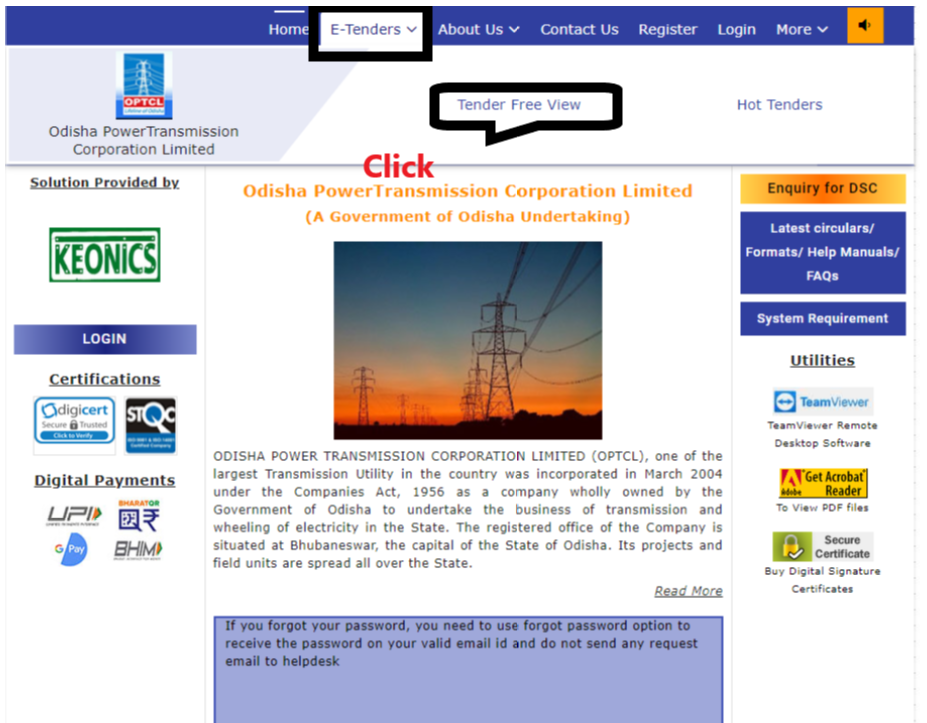 Home E-Tenders About Us Contact Us Register Login More
OPTCL
Odisha PowerTransmission
Corporation Limited
Tender Free View
Hot Tenders
Click
Solution Provided by
KEONICS
LOGIN
Certifications
digicert
Secure Trusted
Click to Verify
STQC
Digital Payments
UPI
BHARATQR
G Pay
BHIM
Odisha PowerTransmission Corporation Limited
(A Government of Odisha Undertaking)
ODISHA POWER TRANSMISSION CORPORATION LIMITED (OPTCL), one of the
largest Transmission Utility in the country was incorporated in March 2004
under the Companies Act, 1956 as a company wholly owned by the
Government of Odisha to undertake the business of transmission and
wheeling of electricity in the State. The registered office of the Company is
situated at Bhubaneswar, the capital of the State of Odisha. Its projects and
field units are spread all over the State.
Read More
If you forgot your password, you need to use forgot password option to
receive the password on your valid email id and do not send any request
email to helpdesk
Enquiry for DSC
Latest circulars/
Formats/ Help Manuals/
FAQs
System Requirement
Utilities
TeamViewer
TeamViewer Remote
Desktop Software
Get Acrobat
Adobe Reader
To View PDF files
Secure
Certificate
Buy Digital Signature
Certificates